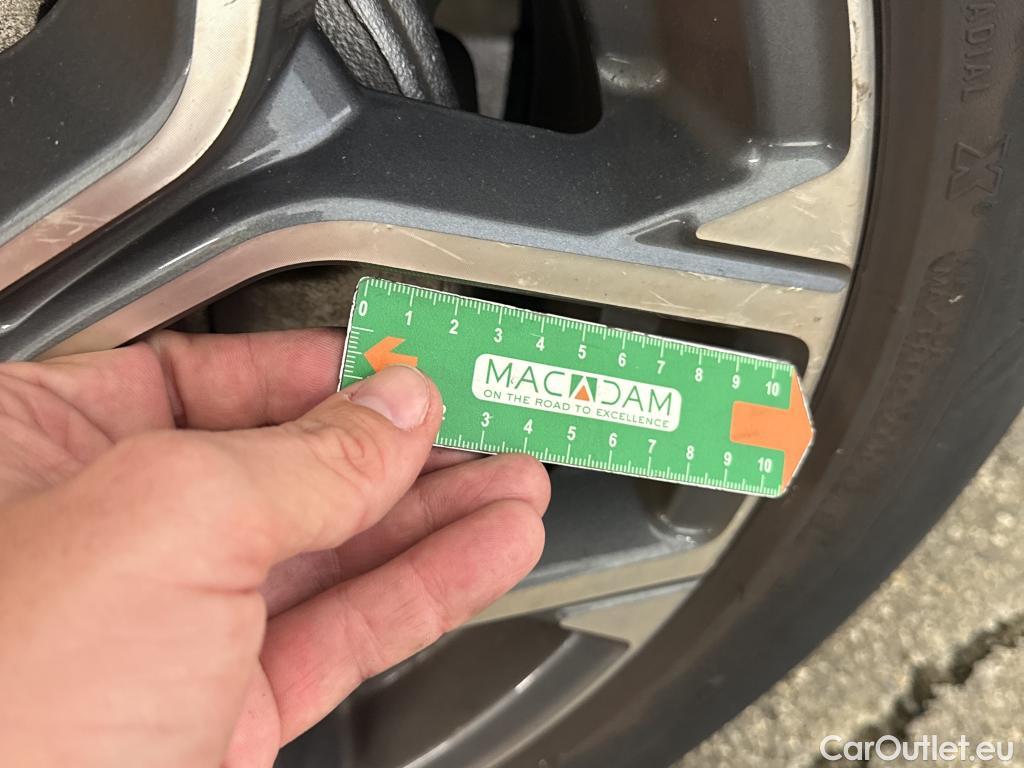 RADIAL X
0 1 2 3 4 5 6 7 8 9 10
MACADAM
ON THE ROAD TO EXCELLENCE
3 4 5 6 7 8 9 10
CarOutlet.eu